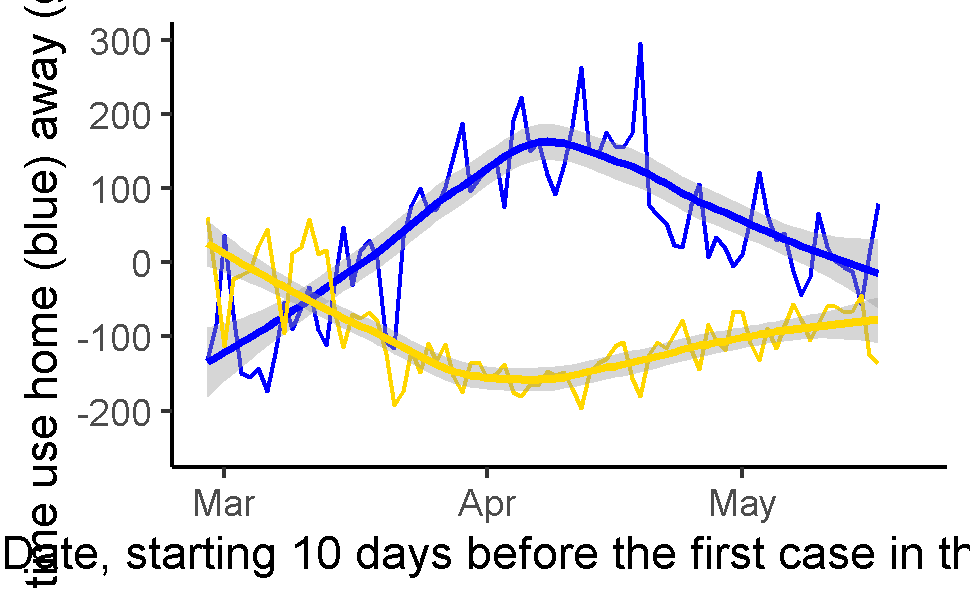 time use home (blue) away (
300
200
100
0
-100
-200
Mar
Apr
May
Date, starting 10 days before the first case in th